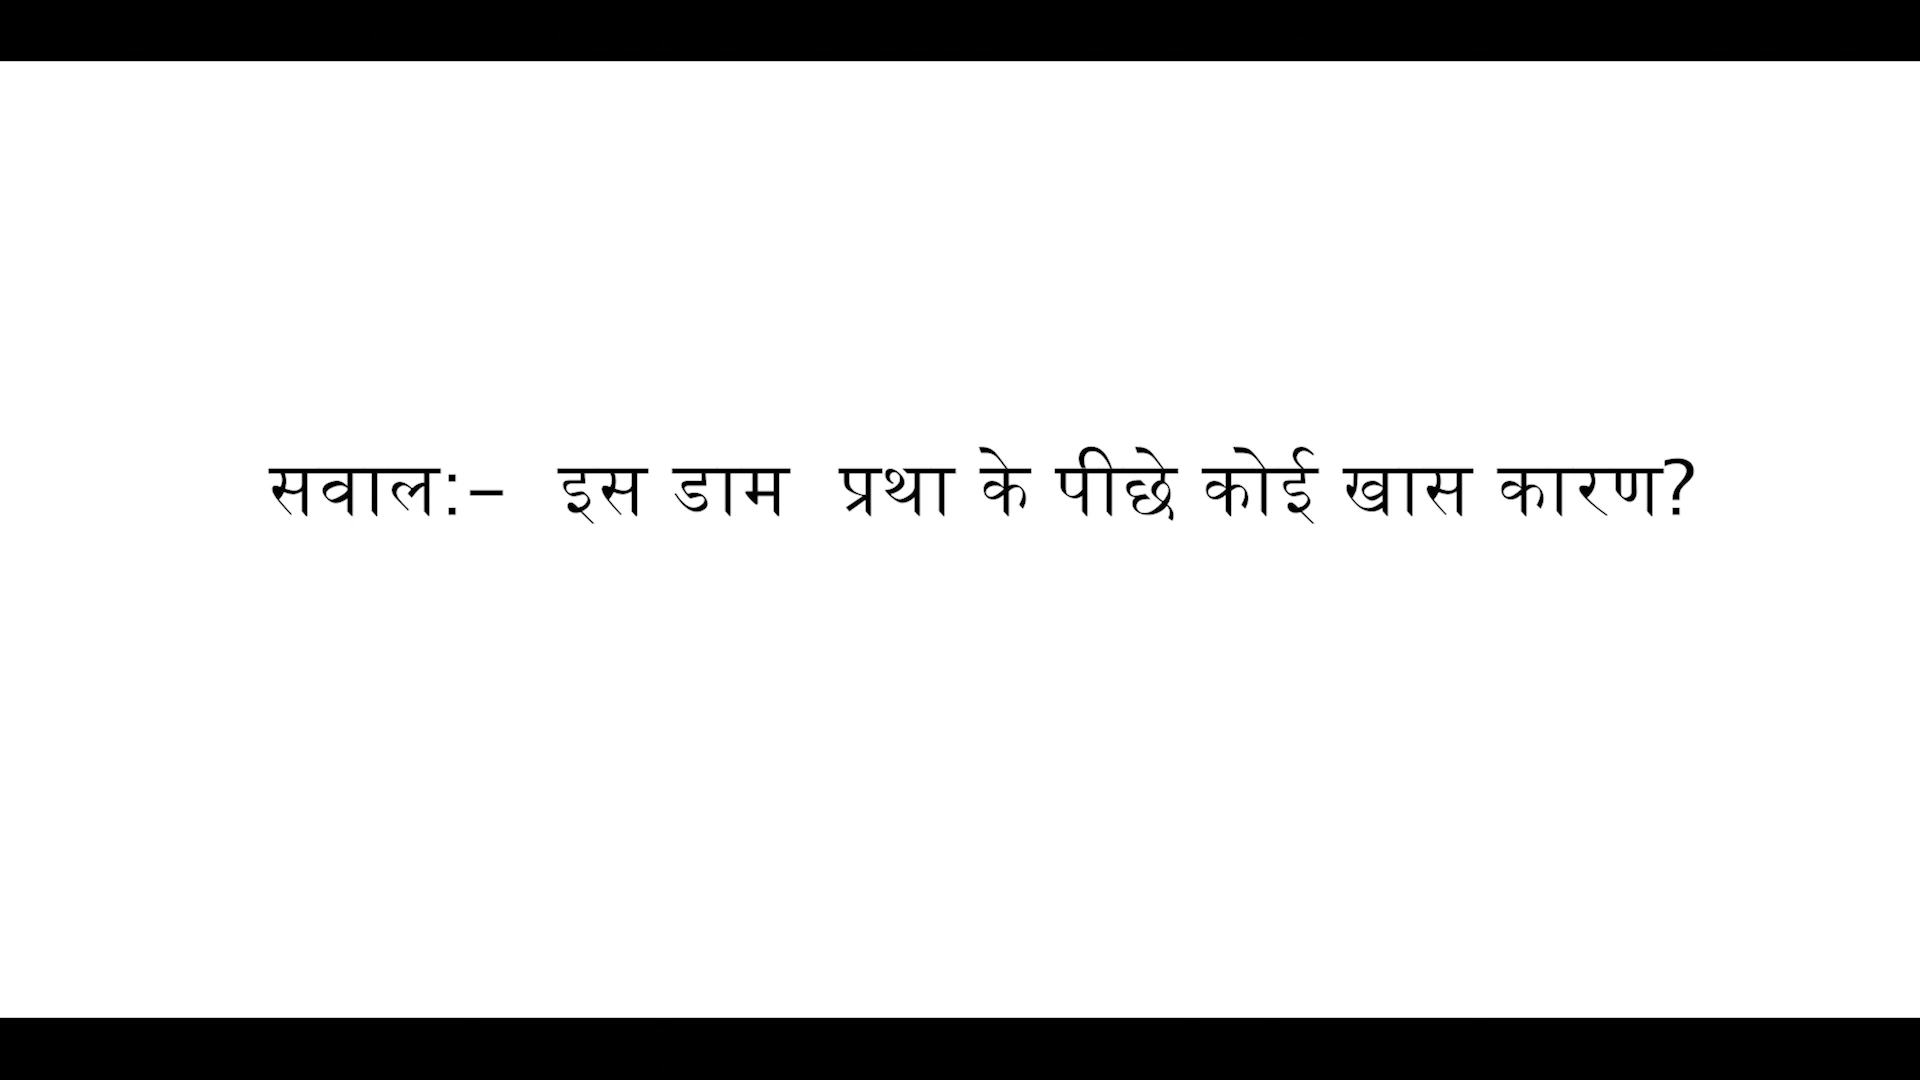 सवाल:– इस डाम प्रथा के पीछे कोई खास कारण?